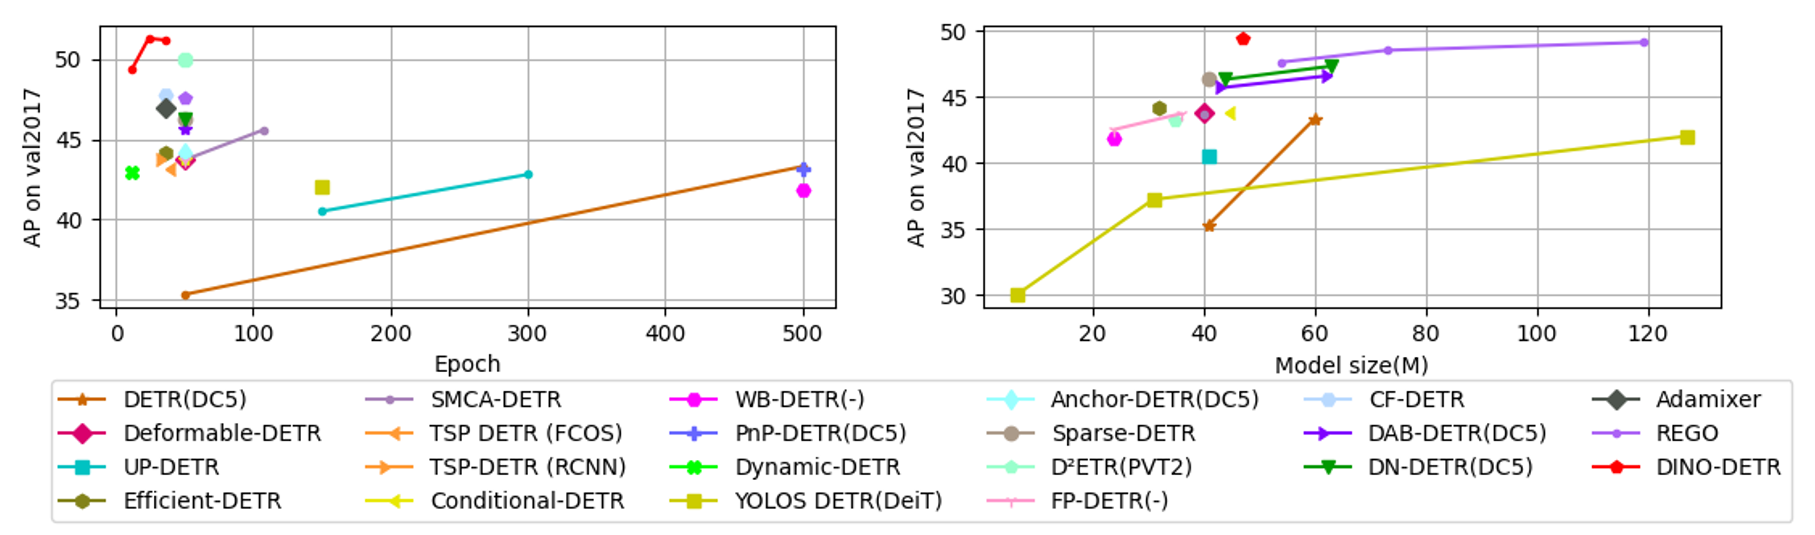 50
45
40
35
AP on val2017
0 100 200 300 400 500
Epoch
50
45
40
35
30
AP on val2017
20 40 60 80 100 120
Model size(M)
DETR(DC5) SMCA-DETR WB-DETR(-) Anchor-DETR(DC5) CF-DETR Adamixer
Deformable-DETR TSP DETR (FCOS) PnP-DETR(DC5) Sparse-DETR DAB-DETR(DC5) REGO
UP-DETR TSP-DETR (RCNN) Dynamic-DETR D²ETR(PVT2) DN-DETR(DC5) DINO-DETR
Efficient-DETR Conditional-DETR YOLOS DETR(DeiT) FP-DETR(-)